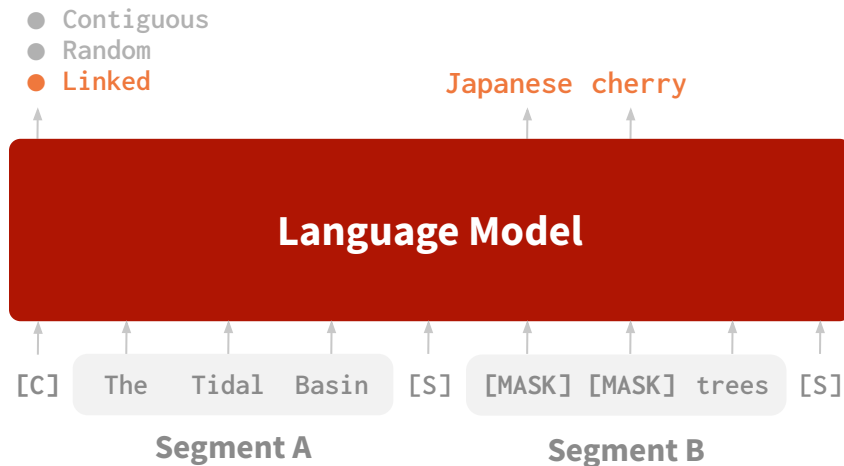 Contiguous
Random
Linked
Japanese cherry
Language Model
[C] The Tidal Basin [S] [MASK] [MASK] trees [S]
Segment A Segment B